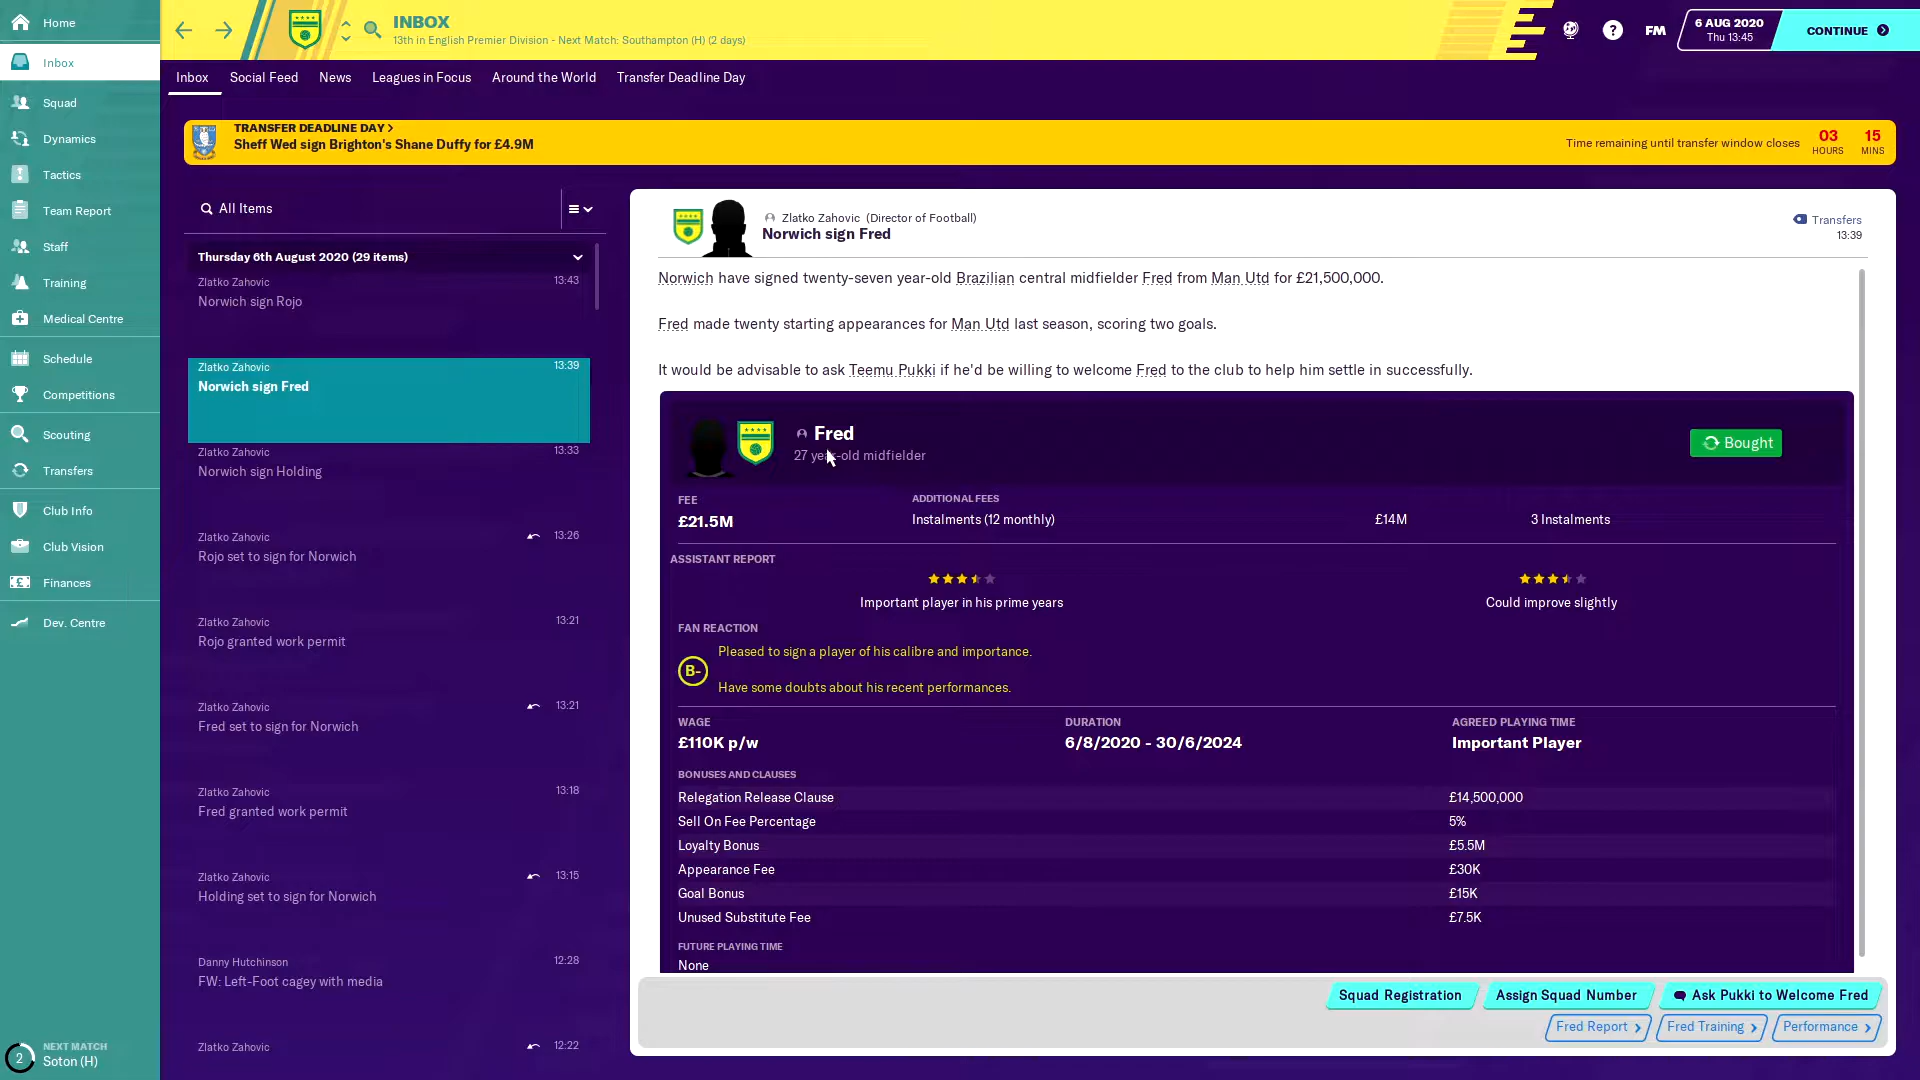 Home
Inbox
Squad
Dynamics
Tactics
Team Report
Staff
Training
Medical Centre
Schedule
Competitions
Scouting
Transfers
Club Info
Club Vision
Finances
Dev. Centre
2
NEXT MATCH
Soton (H)
INBOX
13th in English Premier Division - Next Match: Southampton (H) (2 days)
?
FM
6 AUG 2020
Thu 13:45
CONTINUE
Inbox Social Feed News Leagues in Focus Around the World Transfer Deadline Day
TRANSFER DEADLINE DAY >
Sheff Wed sign Brighton's Shane Duffy for £4.9M
Time remaining until transfer window closes
03 15
HOURS MINS
All Items
Thursday 6th August 2020 (29 items)
Zlatko Zahovic 13:43
Norwich sign Rojo
Zlatko Zahovic 13:39
Norwich sign Fred
Zlatko Zahovic 13:33
Norwich sign Holding
Zlatko Zahovic 13:26
Rojo set to sign for Norwich
Zlatko Zahovic 13:21
Rojo granted work permit
Zlatko Zahovic 13:21
Fred set to sign for Norwich
Zlatko Zahovic 13:18
Fred granted work permit
Zlatko Zahovic 13:15
Holding set to sign for Norwich
Danny Hutchinson 12:28
FW: Left-Foot cagey with media
Zlatko Zahovic 12:22
Zlatko Zahovic (Director of Football)
Norwich sign Fred
Transfers
13:39
Norwich have signed twenty-seven year-old Brazilian central midfielder Fred from Man Utd for £21,500,000.
Fred made twenty starting appearances for Man Utd last season, scoring two goals.
It would be advisable to ask Teemu Pukki if he'd be willing to welcome Fred to the club to help him settle in successfully.
Fred
27 year-old midfielder
Bought
FEE
£21.5M
ADDITIONAL FEES
Instalments (12 monthly) £14M 3 Instalments
ASSISTANT REPORT
Important player in his prime years
Could improve slightly
FAN REACTION
B-
Pleased to sign a player of his calibre and importance.
Have some doubts about his recent performances.
WAGE DURATION AGREED PLAYING TIME
£110K p/w 6/8/2020 - 30/6/2024 Important Player
BONUSES AND CLAUSES
Relegation Release Clause £14,500,000
Sell On Fee Percentage 5%
Loyalty Bonus £5.5M
Appearance Fee £30K
Goal Bonus £15K
Unused Substitute Fee £7.5K
FUTURE PLAYING TIME
None
Squad Registration Assign Squad Number Ask Pukki to Welcome Fred
Fred Report > Fred Training > Performance >